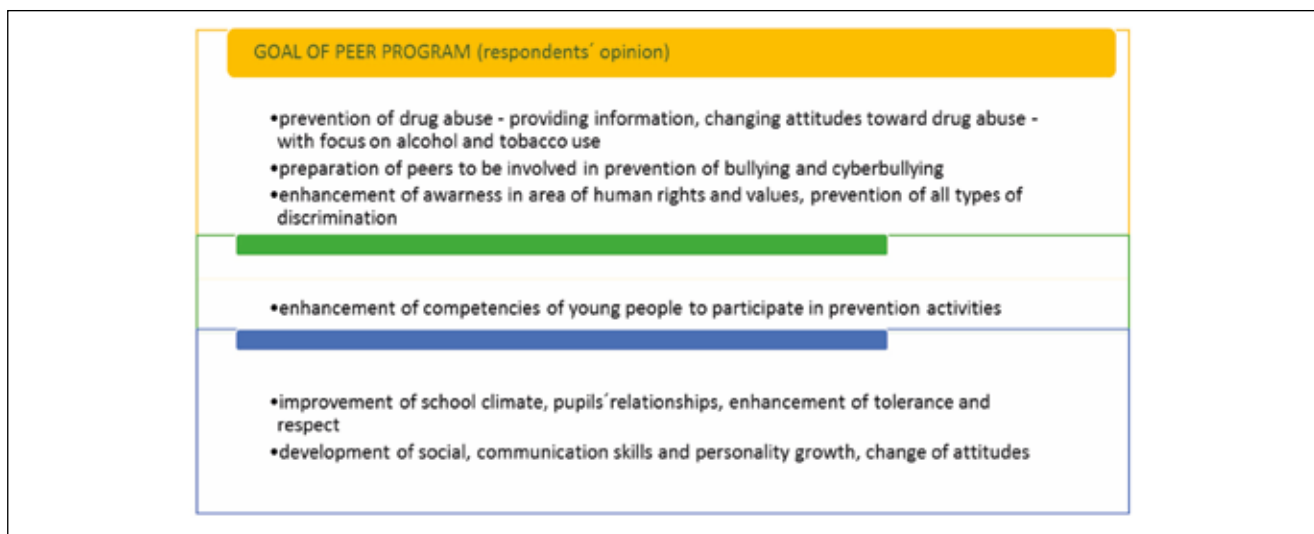 GOAL OF PEER PROGRAM (respondents´ opinion)
•prevention of drug abuse - providing information, changing attitudes toward drug abuse -
with focus on alcohol and tobacco use
•preparation of peers to be involved in prevention of bullying and cyberbullying
•enhancement of awarness in area of human rights and values, prevention of all types of
discrimination
•enhancement of competencies of young people to participate in prevention activities
•improvement of school climate, pupils´relationships, enhancement of tolerance and
respect
•development of social, communication skills and personality growth, change of attitudes